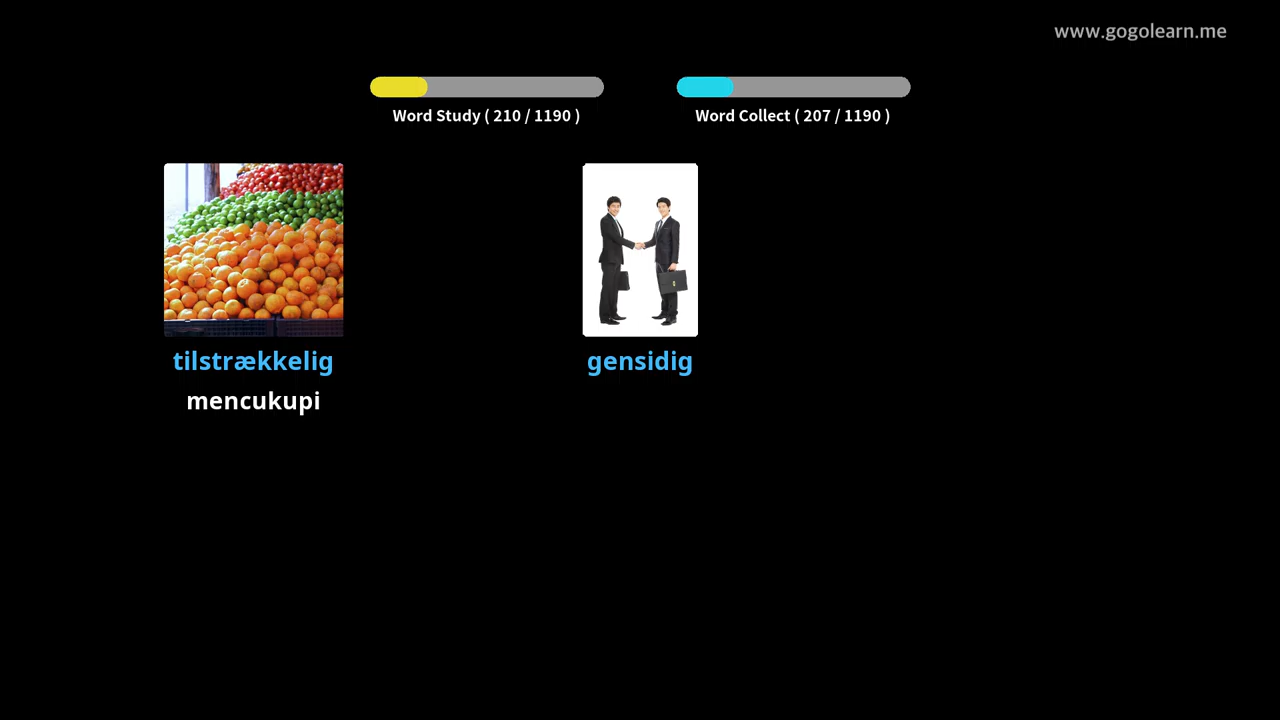 www.gogolearn.me
Word Study ( 210 / 1190 )
Word Collect ( 207 / 1190 )
tilstrækkelig
mencukupi
gensidig